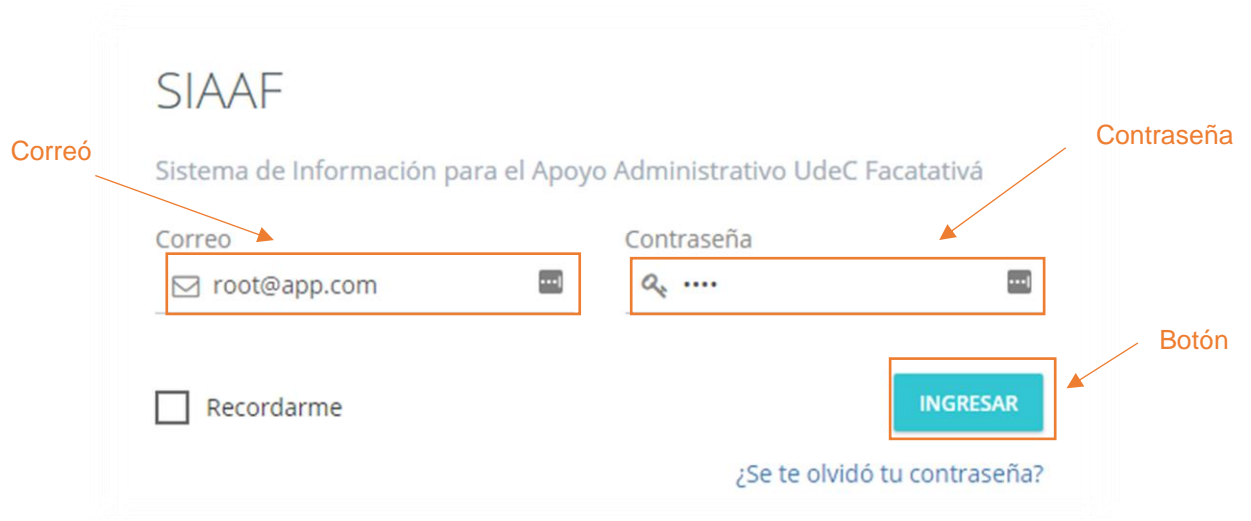 SIAAF
Correó
Contraseña
Sistema de Información para el Apoyo Administrativo UdeC Facatativá
Correo
Contraseña
root@app.com
••••
Botón
Recordarme
INGRESAR
¿Se te olvidó tu contraseña?